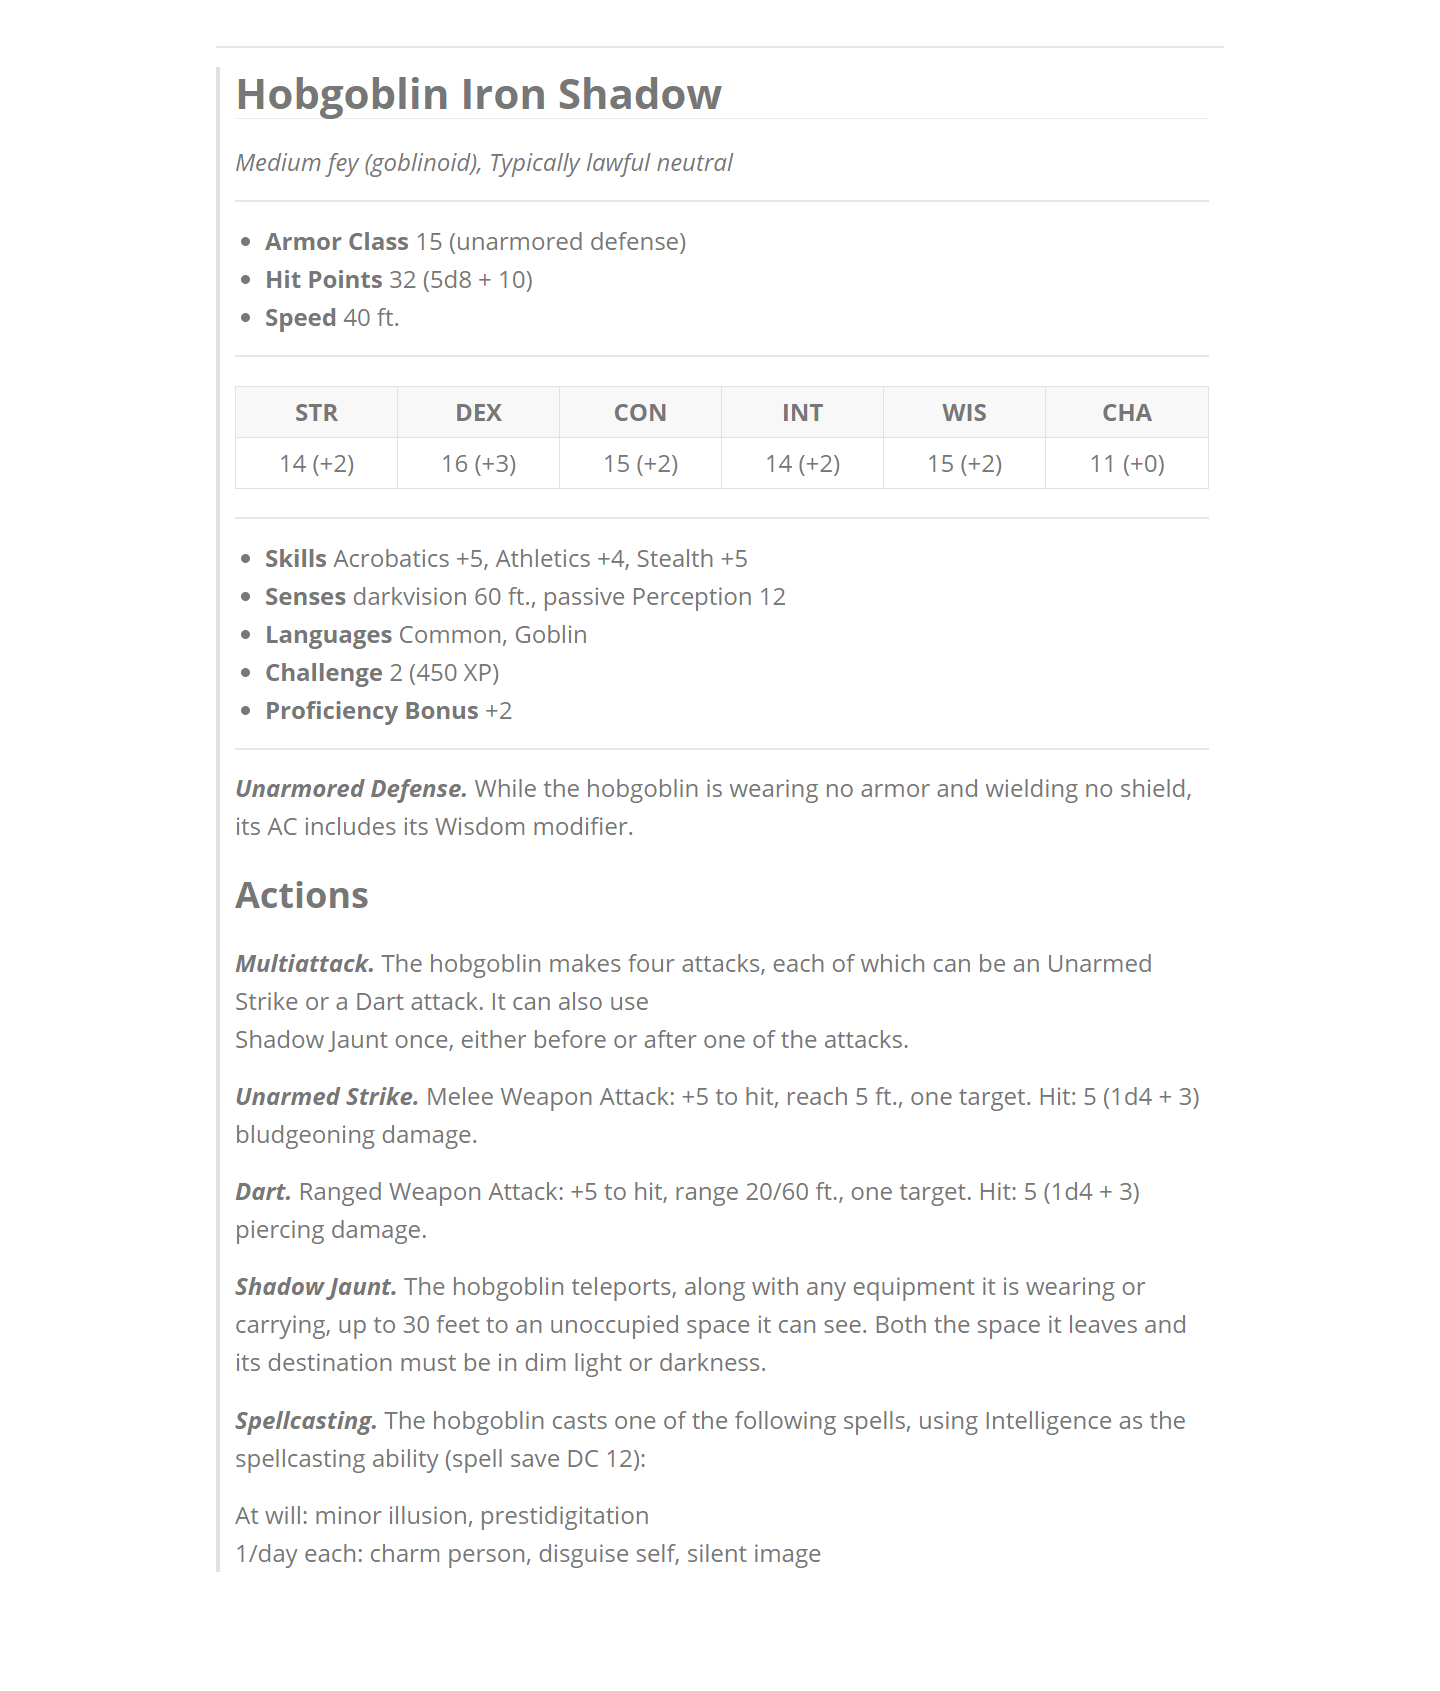 Hobgoblin Iron Shadow
Medium fey (goblinoid), Typically lawful neutral
Armor Class 15 (unarmored defense)
Hit Points 32 (5d8 + 10)
Speed 40 ft.
STR DEX CON INT WIS CHA
14 (+2) 16 (+3) 15 (+2) 14 (+2) 15 (+2) 11 (+0)
Skills Acrobatics +5, Athletics +4, Stealth +5
Senses darkvision 60 ft., passive Perception 12
Languages Common, Goblin
Challenge 2 (450 XP)
Proficiency Bonus +2
Unarmored Defense. While the hobgoblin is wearing no armor and wielding no shield,
its AC includes its Wisdom modifier.
Actions
Multiattack. The hobgoblin makes four attacks, each of which can be an Unarmed
Strike or a Dart attack. It can also use
Shadow Jaunt once, either before or after one of the attacks.
Unarmed Strike. Melee Weapon Attack: +5 to hit, reach 5 ft., one target. Hit: 5 (1d4 + 3)
bludgeoning damage.
Dart. Ranged Weapon Attack: +5 to hit, range 20/60 ft., one target. Hit: 5 (1d4 + 3)
piercing damage.
Shadow Jaunt. The hobgoblin teleports, along with any equipment it is wearing or
carrying, up to 30 feet to an unoccupied space it can see. Both the space it leaves and
its destination must be in dim light or darkness.
Spellcasting. The hobgoblin casts one of the following spells, using Intelligence as the
spellcasting ability (spell save DC 12):
At will: minor illusion, prestidigitation
1/day each: charm person, disguise self, silent image